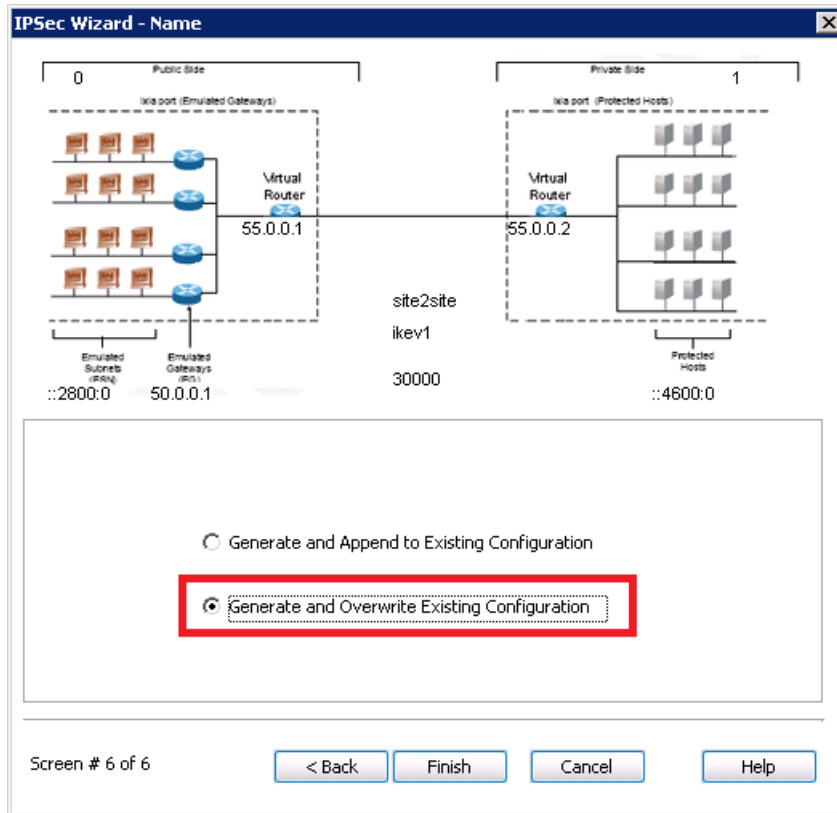 IPSec Wizard - Name
0
Public Side
Private Side
1
Ixia port (Emulated Gateways)
Ixia port (Protected Hosts)
Virtual
Router
Virtual
Router
55.0.0.1
55.0.0.2
site2site
ikev1
30000
Emulated
Subnets
(ESN)
Emulated
Gateways
(EG)
Protected
Hosts
::2800:0
50.0.0.1
::4600:0
Generate and Append to Existing Configuration
Generate and Overwrite Existing Configuration
Screen # 6 of 6
< Back
Finish
Cancel
Help